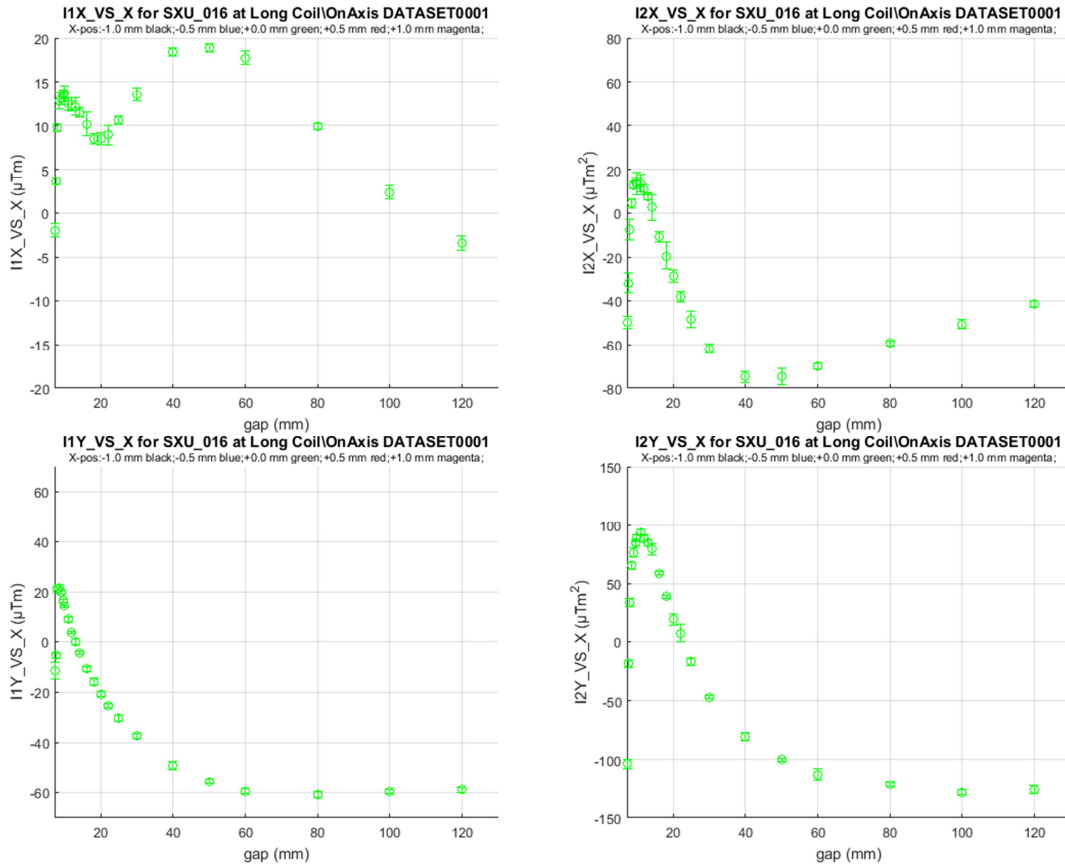 I1X_VS_X for SXU_016 at Long Coil\OnAxis DATASET0001
X-pos:-1.0 mm black;-0.5 mm blue;+0.0 mm green;+0.5 mm red;+1.0 mm magenta;
20
15
10
5
0
-5
-10
-15
-20
I1X_VS_X (µTm)
20 40 60 80 100 120
gap (mm)
I2X_VS_X for SXU_016 at Long Coil\OnAxis DATASET0001
X-pos:-1.0 mm black;-0.5 mm blue;+0.0 mm green;+0.5 mm red;+1.0 mm magenta;
80
60
40
20
0
-20
-40
-60
-80
I2X_VS_X (µTm²)
20 40 60 80 100 120
gap (mm)
I1Y_VS_X for SXU_016 at Long Coil\OnAxis DATASET0001
X-pos:-1.0 mm black;-0.5 mm blue;+0.0 mm green;+0.5 mm red;+1.0 mm magenta;
60
40
20
0
-20
-40
-60
I1Y_VS_X (µTm)
20 40 60 80 100 120
gap (mm)
I2Y_VS_X for SXU_016 at Long Coil\OnAxis DATASET0001
X-pos:-1.0 mm black;-0.5 mm blue;+0.0 mm green;+0.5 mm red;+1.0 mm magenta;
150
100
50
0
-50
-100
-150
I2Y_VS_X (µTm²)
20 40 60 80 100 120
gap (mm)